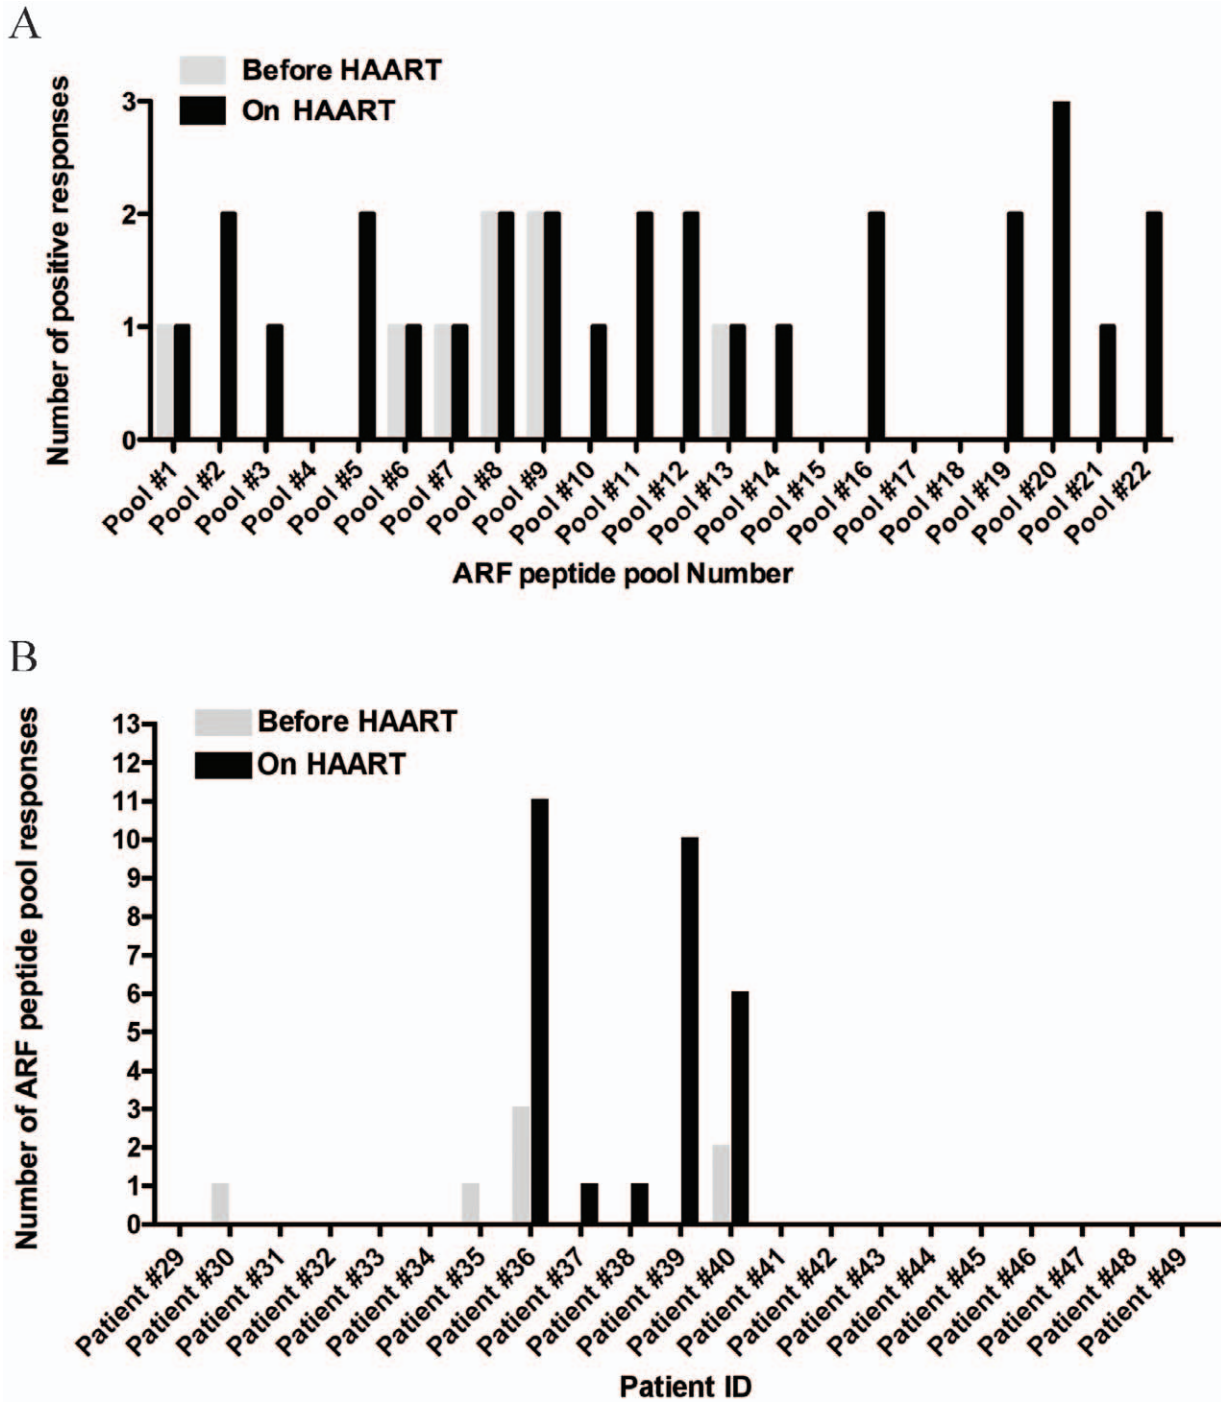 A
Before HAART
On HAART
Number of positive responses
3
2
1
0
Pool #1
Pool #2
Pool #3
Pool #4
Pool #5
Pool #6
Pool #7
Pool #8
Pool #9
Pool #10
Pool #11
Pool #12
Pool #13
Pool #14
Pool #15
Pool #16
Pool #17
Pool #18
Pool #19
Pool #20
Pool #21
Pool #22
ARF peptide pool Number
B
Before HAART
On HAART
Number of ARF peptide pool responses
13
12
11
10
9
8
7
6
5
4
3
2
1
0
Patient #29
Patient #30
Patient #31
Patient #32
Patient #33
Patient #34
Patient #35
Patient #36
Patient #37
Patient #38
Patient #39
Patient #40
Patient #41
Patient #42
Patient #43
Patient #44
Patient #45
Patient #46
Patient #47
Patient #48
Patient #49
Patient ID